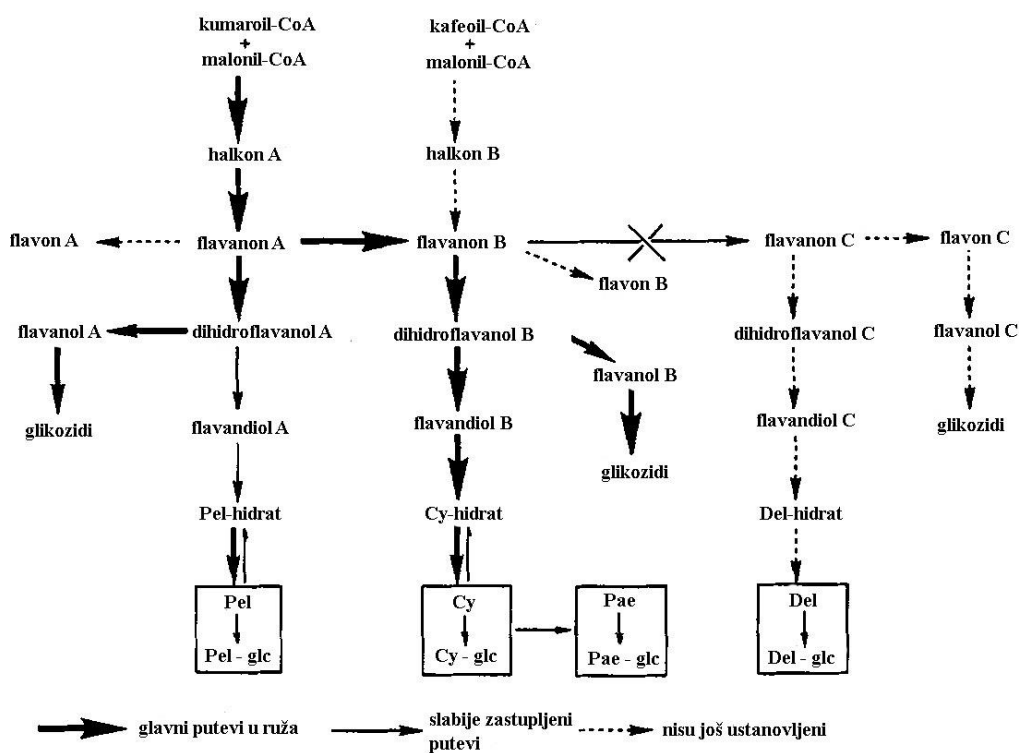 kumaroil-CoA kafeoil-CoA
+ +
malonil-CoA malonil-CoA
halkon A halkon B
flavon A flavanon A flavanon B flavanon C flavon C
flavon B
flavanol A dihidroflavanol A dihidroflavanol B dihidroflavanol C flavanol C
flavanol B
glikozidi flavandiol A flavandiol B flavandiol C glikozidi
glikozidi
Pel-hidrat Cy-hidrat Del-hidrat
Pel Cy Pae Del
Pel - glc Cy - glc Pae - glc Del - glc
glavni putevi u ruža slabije zastupljeni nisu još ustanovljeni
putevi